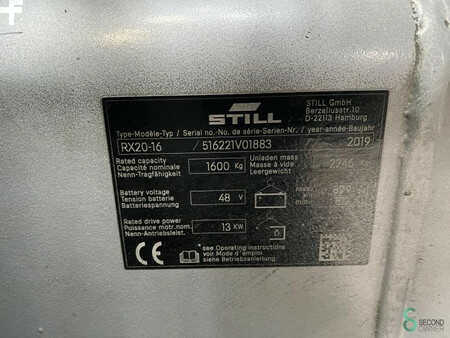 STILL
STILL GmbH
Berzeliusstr.10
D-22113 Hamburg
Type-Modèle-Typ / Serial no.-No. de série-Serien-Nr. / year-année-Baujahr
RX20-16 / 516221V01883 / 2019
Rated capacity
Capacité nominale
Nenn-Tragfähigkeit
1600 Kg
Unladen mass
Masse à vide
Leergewicht
Battery voltage
Tension batterie
Batteriespannung
48 V
max
min
829
Rated drive power
Puissance motr.nom.
Nenn-Antriebsleist.
13 KW
CE
see Operating instructions
voir Mode d'emploi
siehe Betriebsanleitung
SECOND